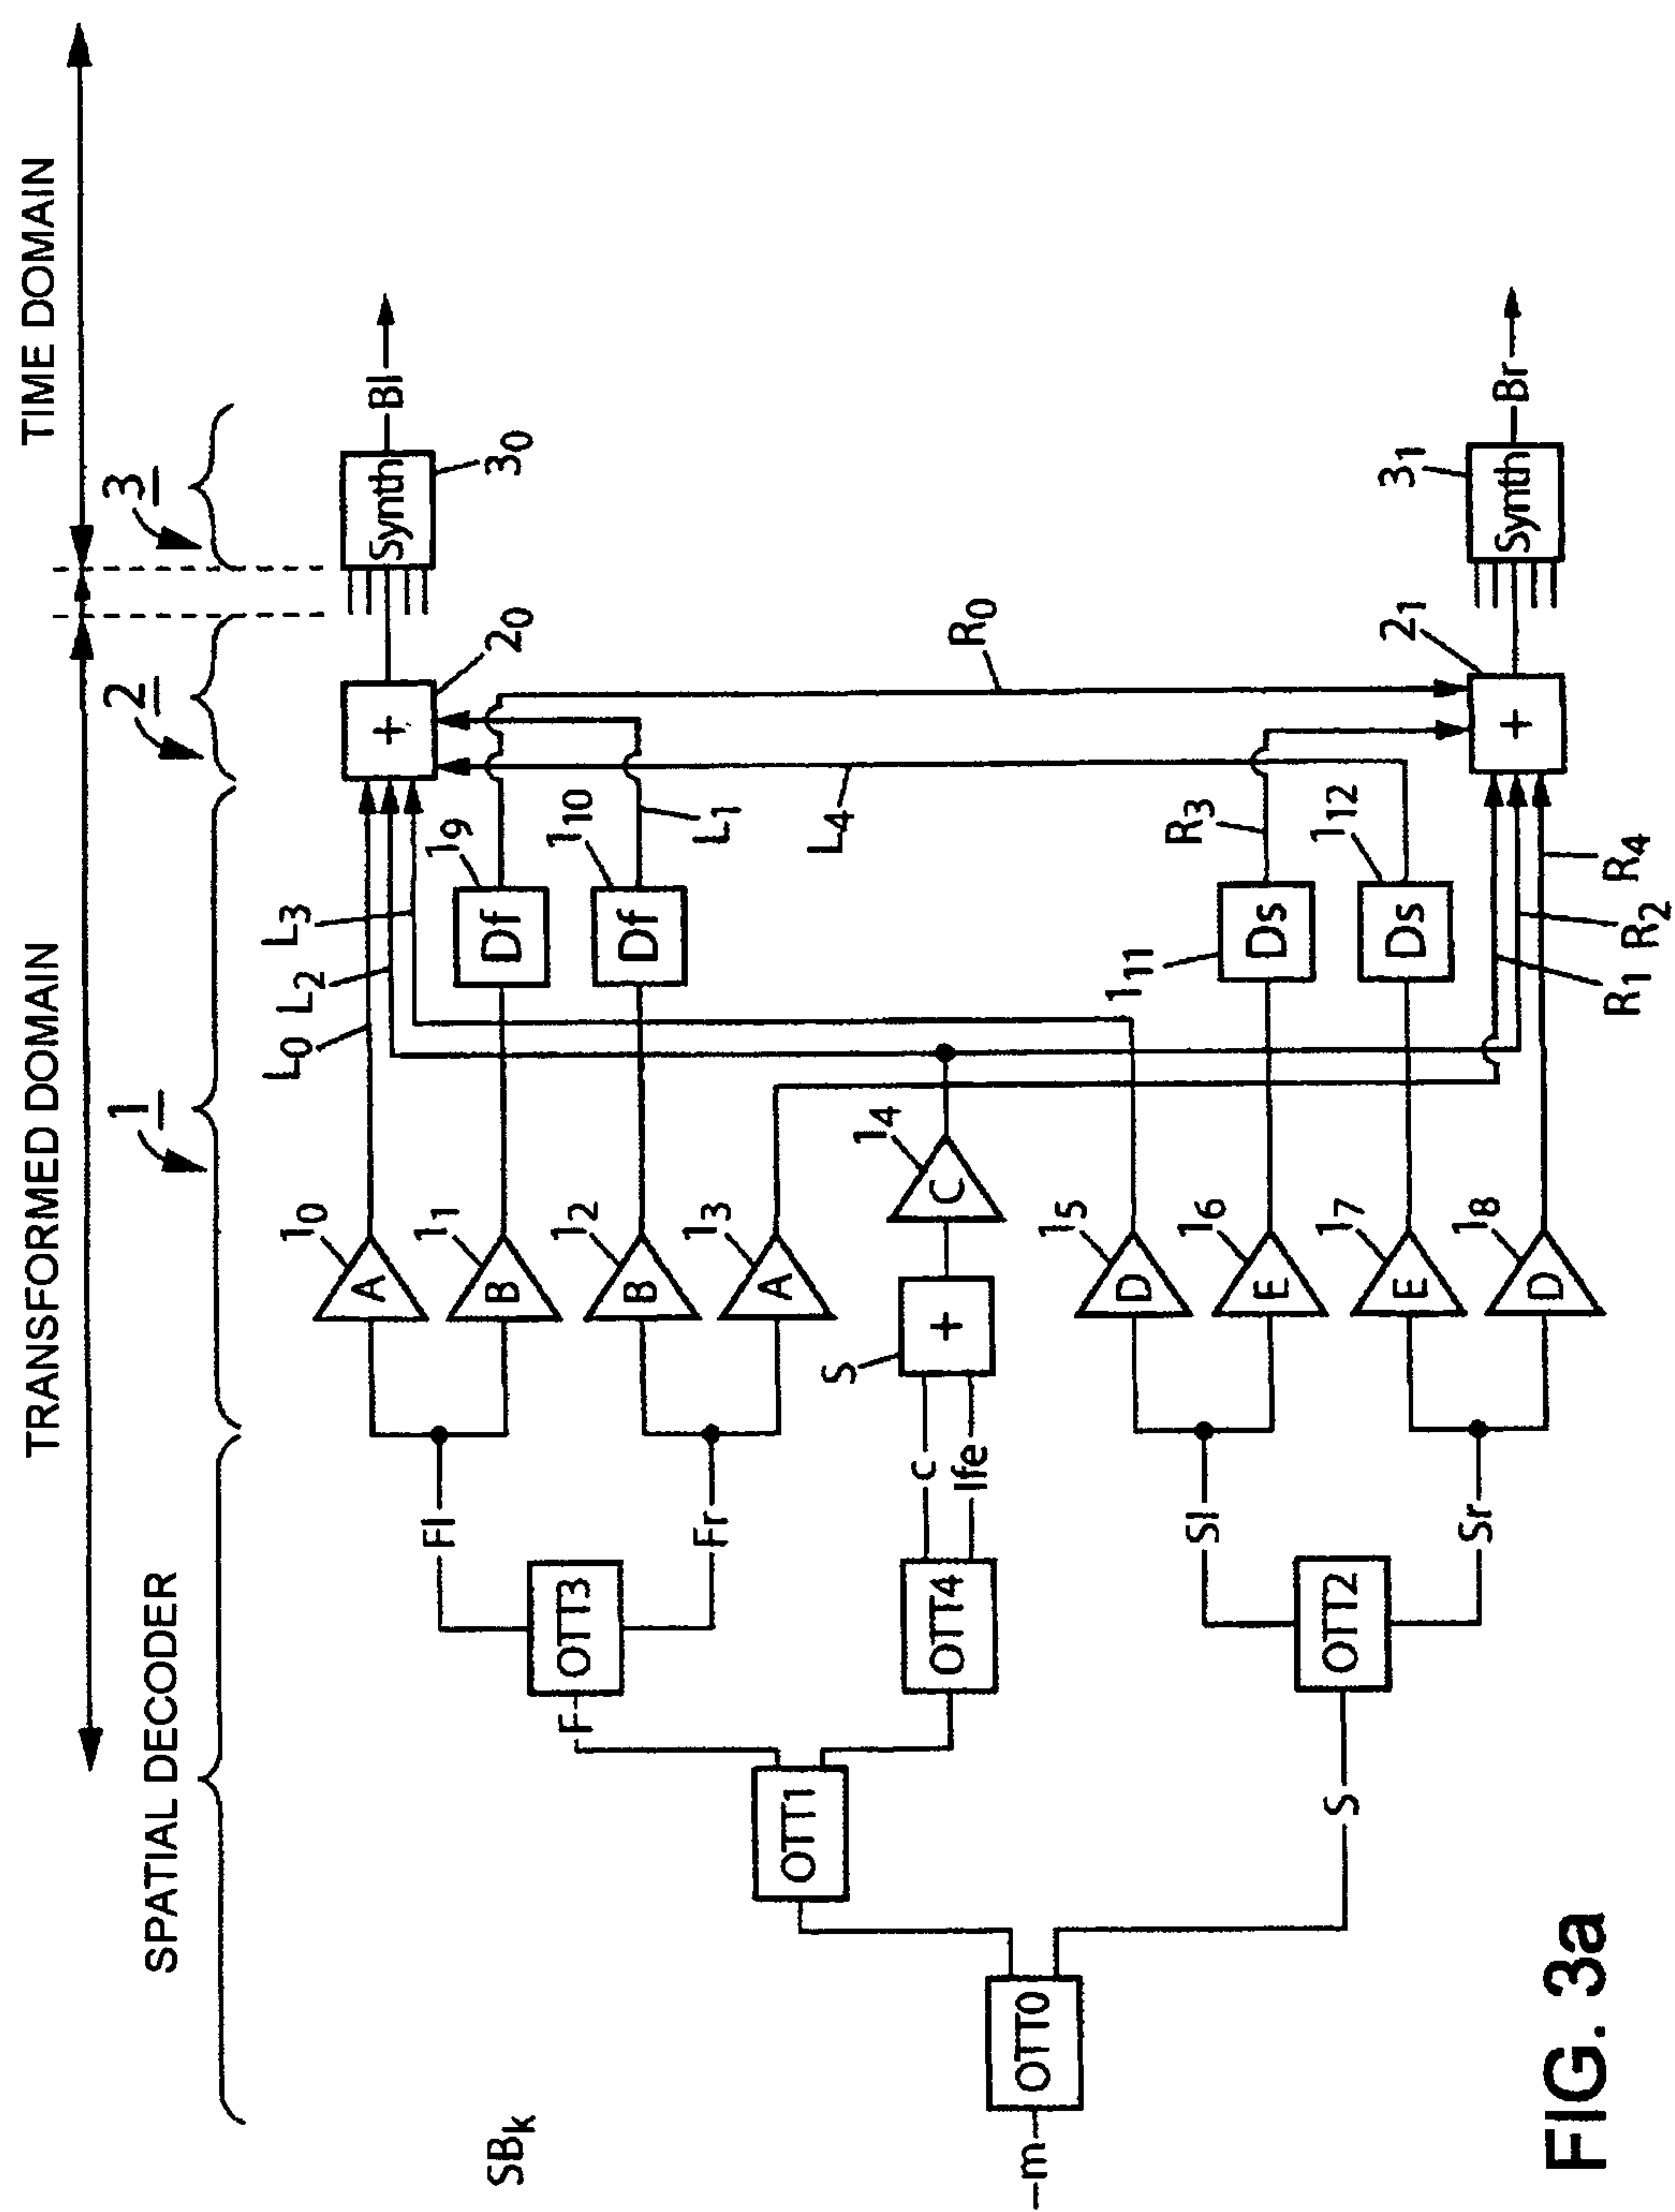 TRANSFORMED DOMAIN
TIME DOMAIN
SPATIAL DECODER
1
2
3
SBk
m
OTT0
OTT1
S
F
OTT3
OTT4
OTT2
Fl
Fr
c
lfe
Sl
Sr
S
+
A
10
B
11
B
12
A
13
C
14
D
15
E
16
E
17
D
18
L0
L2
L3
Df
19
Df
110
L1
L4
Ds
111
Ds
112
R3
R0
R1
R2
R4
+
20
+
21
Synth
30
Synth
31
Bl
Br
FIG. 3a